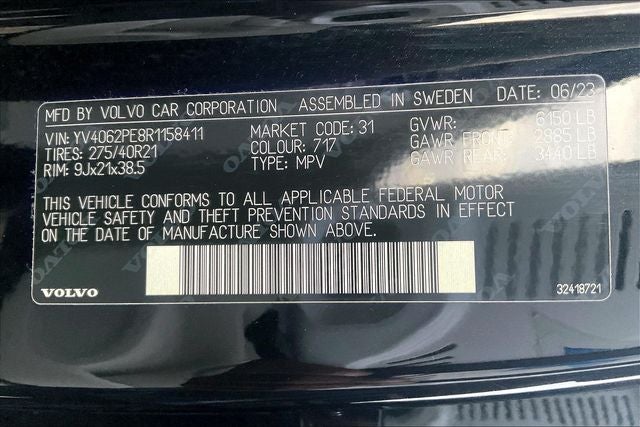 MFD BY VOLVO CAR CORPORATION ASSEMBLED IN SWEDEN DATE: 06/23
VIN: YV4062PE8R1158411 MARKET CODE: 31 GVWR: 6150 LB
TIRES: 275/40R21 COLOUR: 717 GAWR FRONT: 2985 LB
RIM: 9Jx21x38.5 TYPE: MPV GAWR REAR: 3440 LB
THIS VEHICLE CONFORMS TO ALL APPLICABLE FEDERAL MOTOR
VEHICLE SAFETY AND THEFT PREVENTION STANDARDS IN EFFECT
ON THE DATE OF MANUFACTURE SHOWN ABOVE.
VOLVO 32418721